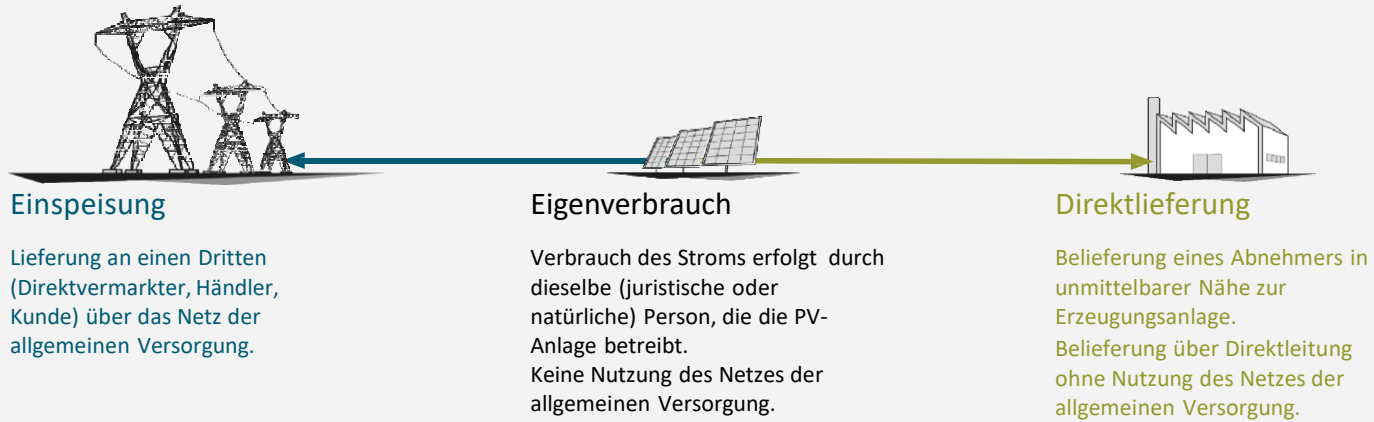 Einspeisung
Lieferung an einen Dritten
(Direktvermarkter, Händler,
Kunde) über das Netz der
allgemeinen Versorgung.
Eigenverbrauch
Verbrauch des Stroms erfolgt durch
dieselbe (juristische oder
natürliche) Person, die die PV-
Anlage betreibt.
Keine Nutzung des Netzes der
allgemeinen Versorgung.
Direktlieferung
Belieferung eines Abnehmers in
unmittelbarer Nähe zur
Erzeugungsanlage.
Belieferung über Direktleitung
ohne Nutzung des Netzes der
allgemeinen Versorgung.